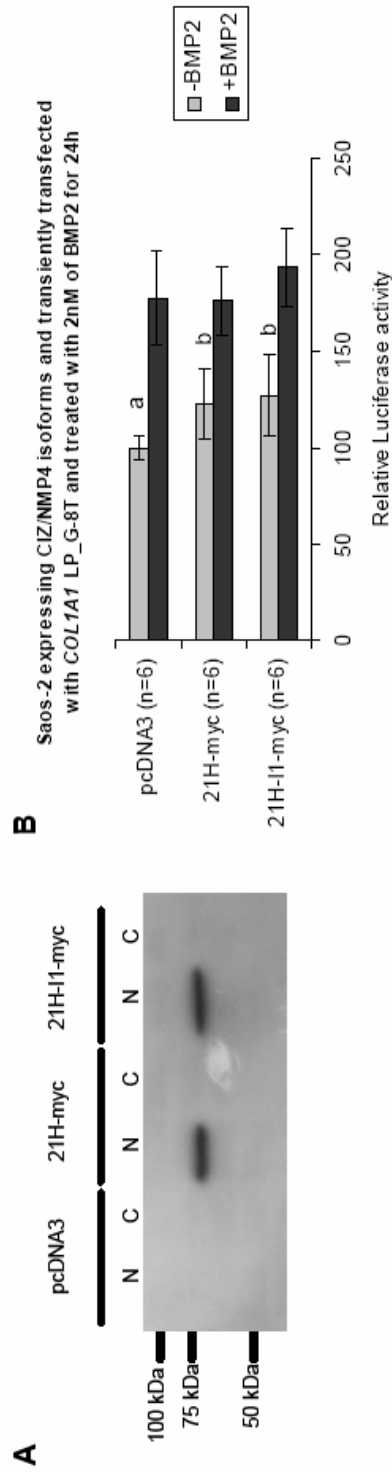 A
pcDNA3
21H-myc
21H-I1-myc
N
C
N
C
N
C
100 kDa
75 kDa
50 kDa
B
Saos-2 expressing CIZ/NMP4 isoforms and transiently transfected
with COL1A1 LP_G-8T and treated with 2nM of BMP2 for 24h
pcDNA3 (n=6)
a
21H-myc (n=6)
b
21H-I1-myc (n=6)
b
0
50
100
150
200
250
Relative Luciferase activity
-BMP2
+BMP2